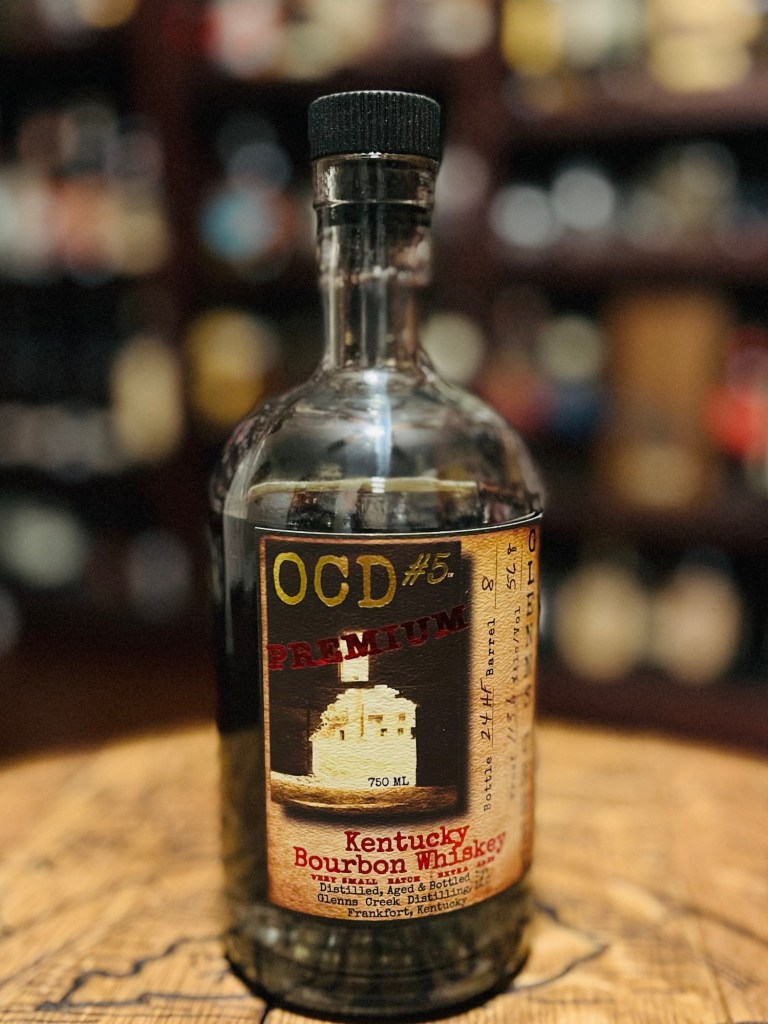 OCD #5.
PREMIUM
750 ML
Kentucky
Bourbon Whiskey
VERY SMALL BATCH
Distilled, Aged & Bottled
Glenns Creek Distilling,
Frankfort, Kentucky
Bottle 24 HF Barrel 8